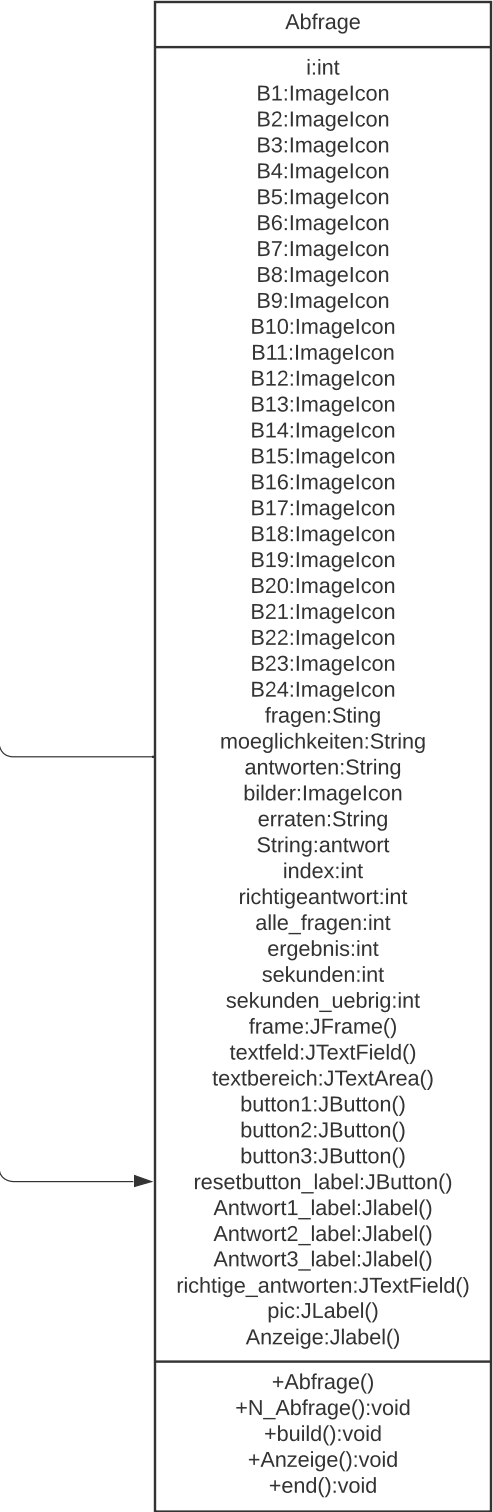 Abfrage
i:int
B1:ImageIcon
B2:ImageIcon
B3:ImageIcon
B4:ImageIcon
B5:ImageIcon
B6:ImageIcon
B7:ImageIcon
B8:ImageIcon
B9:ImageIcon
B10:ImageIcon
B11:ImageIcon
B12:ImageIcon
B13:ImageIcon
B14:ImageIcon
B15:ImageIcon
B16:ImageIcon
B17:ImageIcon
B18:ImageIcon
B19:ImageIcon
B20:ImageIcon
B21:ImageIcon
B22:ImageIcon
B23:ImageIcon
B24:ImageIcon
fragen:Sting
moeglichkeiten:String
antworten:String
bilder:ImageIcon
erraten:String
String:antwort
index:int
richtigeantwort:int
alle_fragen:int
ergebnis:int
sekunden:int
sekunden_uebrig:int
frame:JFrame()
textfeld:JTextField()
textbereich:JTextArea()
button1:JButton()
button2:JButton()
button3:JButton()
resetbutton_label:JButton()
Antwort1_label:Jlabel()
Antwort2_label:Jlabel()
Antwort3_label:Jlabel()
richtige_antworten:JTextField()
pic:JLabel()
Anzeige:Jlabel()
+Abfrage()
+N_Abfrage():void
+build():void
+Anzeige():void
+end():void